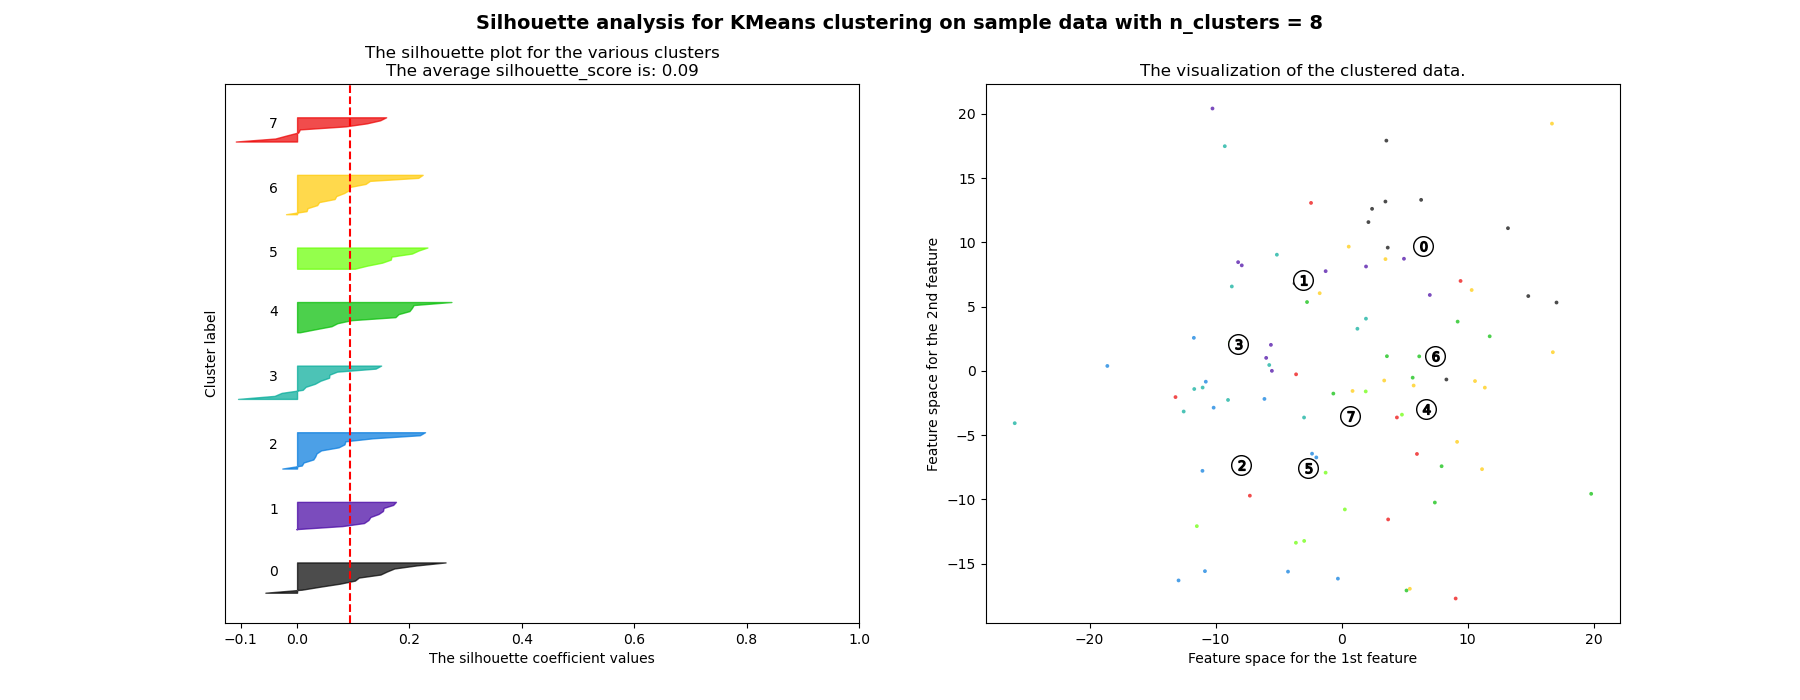 Silhouette analysis for KMeans clustering on sample data with n_clusters = 8
The silhouette plot for the various clusters
The average silhouette_score is: 0.09
7
6
5
4
3
2
1
0
Cluster label
−0.1 0.0 0.2 0.4 0.6 0.8 1.0
The silhouette coefficient values
The visualization of the clustered data.
20
15
10
5
0
−5
−10
−15
Feature space for the 2nd feature
0
1
3
6
4
7
2
5
−20 −10 0 10 20
Feature space for the 1st feature